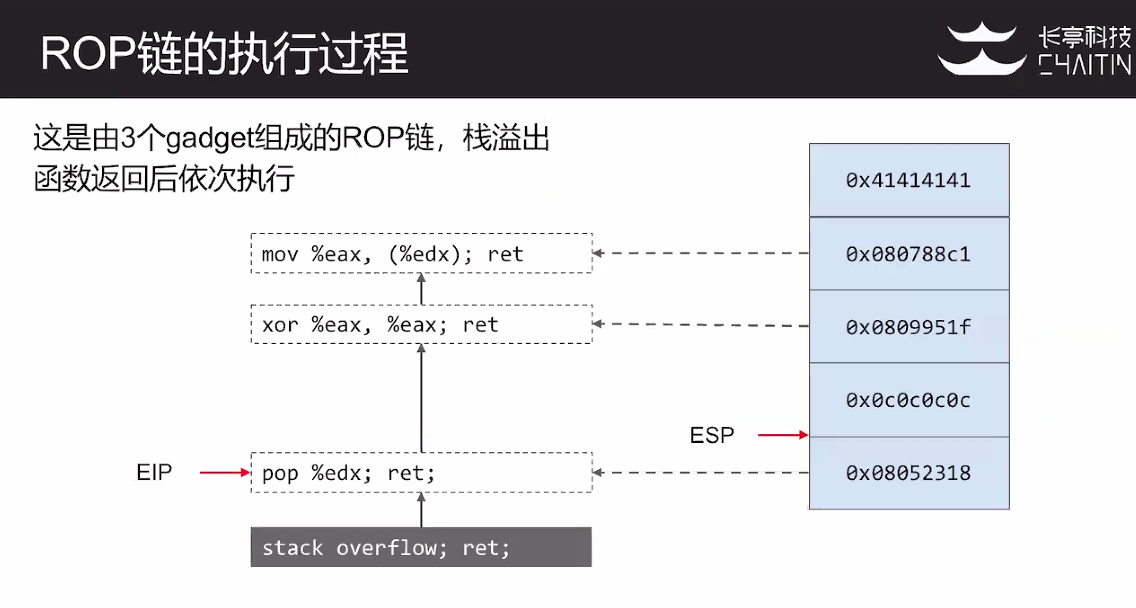 ROP链的执行过程
长亭科技
CHAITIN
这是由3个gadget组成的ROP链，栈溢出
函数返回后依次执行
0x41414141
mov %eax, (%edx); ret
0x080788c1
xor %eax, %eax; ret
0x0809951f
0x0c0c0c0c
ESP
EIP
pop %edx; ret;
0x08052318
stack overflow; ret;